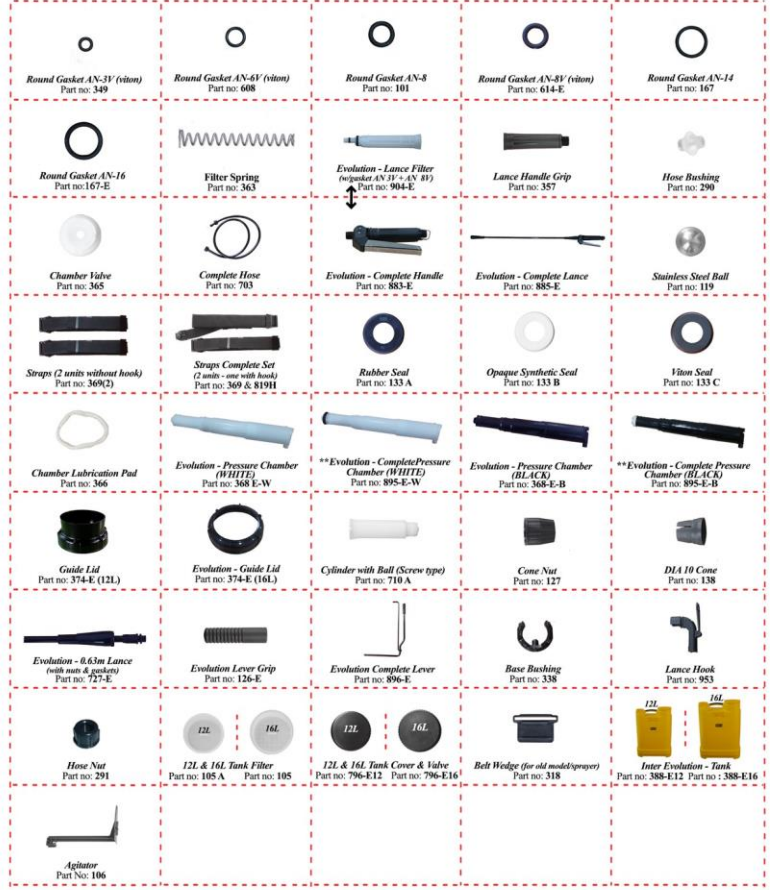 Round Gasket AN-3V (viton)
Part no: 349
Round Gasket AN-6V (viton)
Part no: 608
Round Gasket AN-8
Part no: 101
Round Gasket AN-8V (viton)
Part no: 614-E
Round Gasket AN-14
Part no: 167
Round Gasket AN-16
Part no:167-E
Filter Spring
Part no: 363
Evolution - Lance Filter
(w/gasket AN 3V + AN 8V)
Part no: 904-E
Lance Handle Grip
Part no: 357
Hose Bushing
Part no: 290
Chamber Valve
Part no: 365
Complete Hose
Part no: 703
Evolution - Complete Handle
Part no: 883-E
Evolution - Complete Lance
Part no: 885-E
Stainless Steel Ball
Part no: 119
Straps (2 units without hook)
Part no: 369(2)
Straps Complete Set
(2 units - one with hook)
Part no: 369 & 819H
Rubber Seal
Part no: 133 A
Opaque Synthetic Seal
Part no: 133 B
Viton Seal
Part no: 133 C
Chamber Lubrication Pad
Part no: 366
Evolution - Pressure Chamber
(WHITE)
Part no: 368 E-W
**Evolution - CompletePressure
Chamber (WHITE)
Part no: 895-E-W
Evolution - Pressure Chamber
(BLACK)
Part no: 368-E-B
**Evolution - Complete Pressure
Chamber (BLACK)
Part no: 895-E-B
Guide Lid
Part no: 374-E (12L)
Evolution - Guide Lid
Part no: 374-E (16L)
Cylinder with Ball (Screw type)
Part no: 710 A
Cone Nut
Part no: 127
DIA 10 Cone
Part no: 138
Evolution - 0.63m Lance
(with nuts & gaskets)
Part no: 727-E
Evolution Lever Grip
Part no: 126-E
Evolution Complete Lever
Part no: 896-E
Base Bushing
Part no: 338
Lance Hook
Part no: 953
Hose Nut
Part no: 291
12L 16L
12L & 16L Tank Filter
Part no: 105 A Part no: 105
12L 16L
12L & 16L Tank Cover & Valve
Part no: 796-E12 Part no: 796-E16
Belt Wedge (for old model/sprayer)
Part no: 318
12L 16L
Inter Evolution - Tank
Part no: 388-E12 Part no : 388-E16
Agitator
Part No: 106